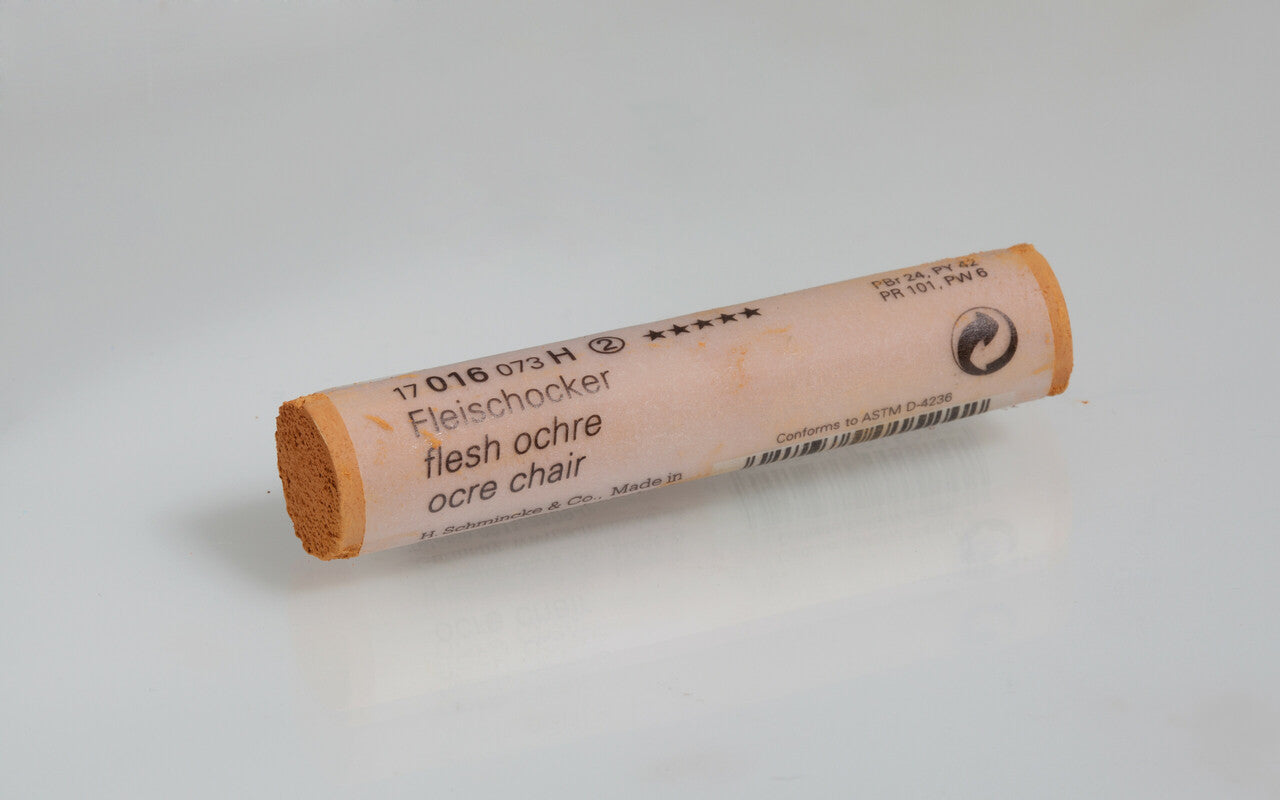 17 016 073 H ② ★★★★★
Fleischocker
flesh ochre
ocre chair
H. Schmincke & Co., Made in
PBr 24, PY 42
PR 101, PW 6
Conforms to ASTM D-4236